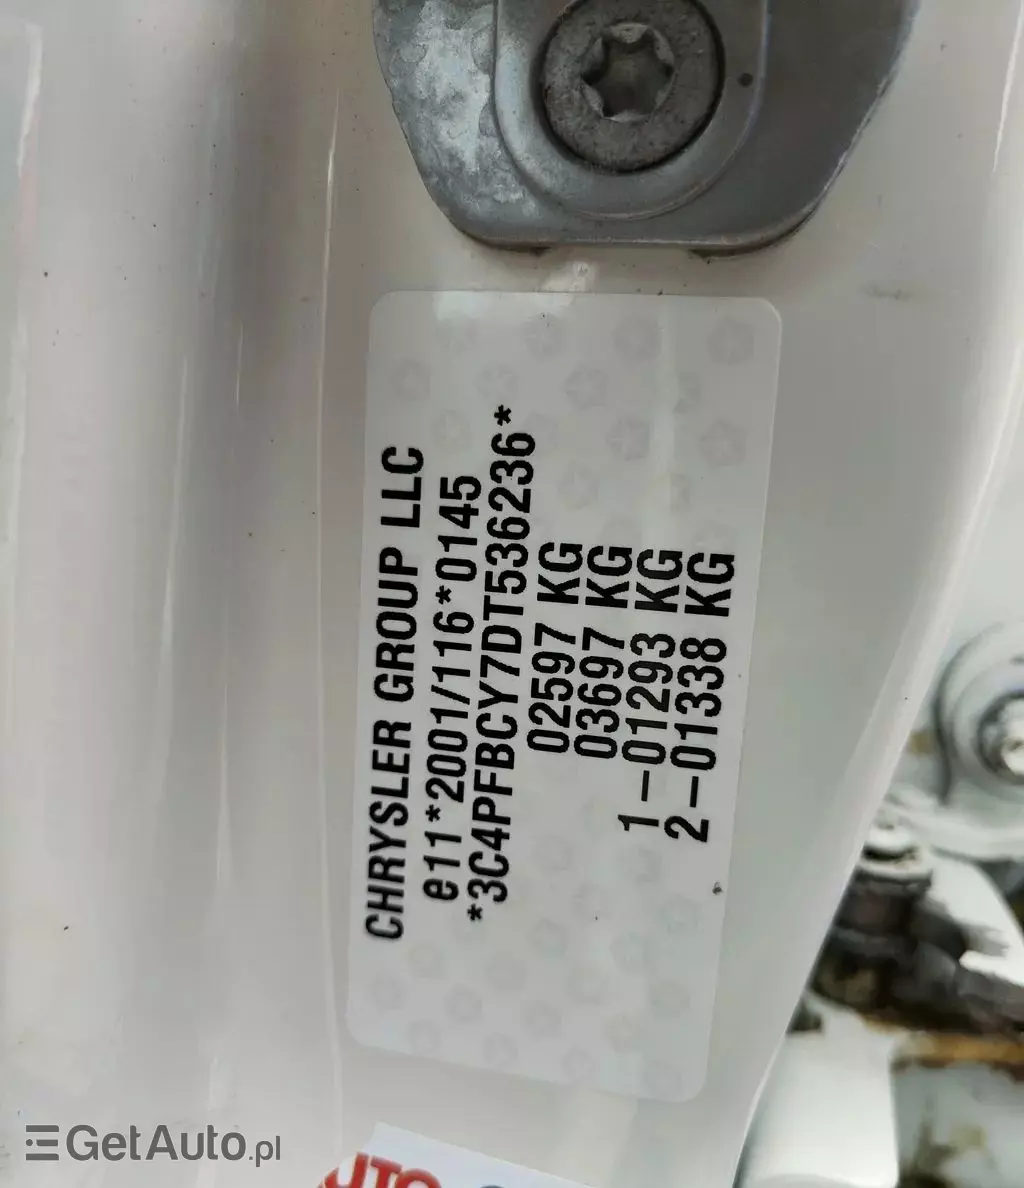 CHRYSLER GROUP LLC
e11*2001/116*0145
*3C4PFBCY7DT536236*
02597 KG
03697 KG
1-01293 KG
2-01338 KG
GetAuto.pl
AUTO